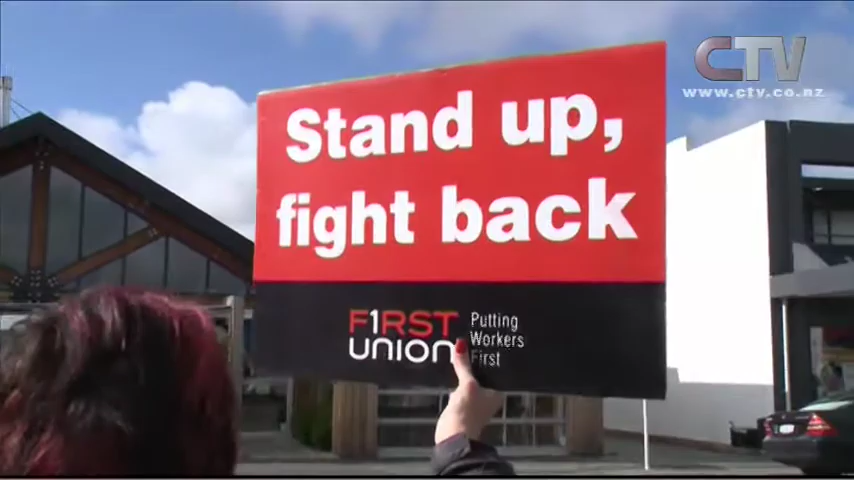 CTV
www.ctv.co.nz
Stand up,
fight back
F1RST
UNION
Putting
Workers
First